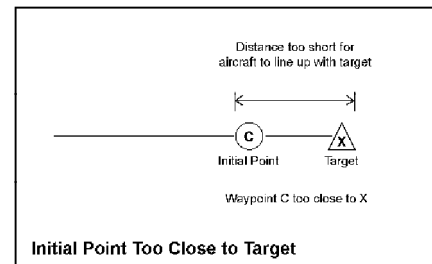 Distance too short for
aircraft to line up with target
C
X
Initial Point
Target
Waypoint C too close to X
Initial Point Too Close to Target